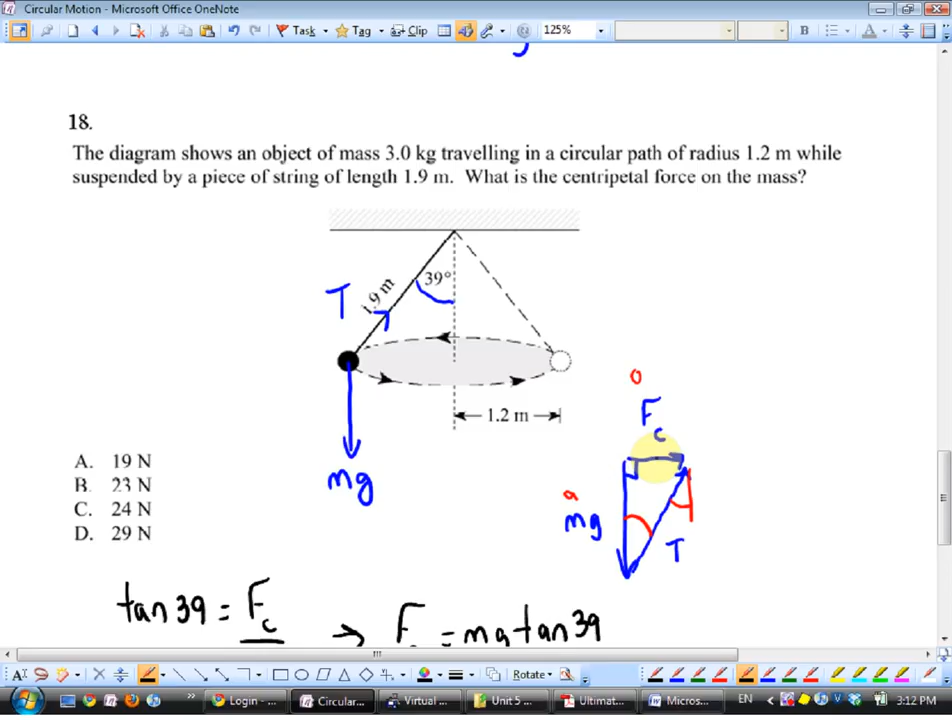 Circular Motion - Microsoft Office OneNote
Task
Tag
Clip
125%
B
A
18.
The diagram shows an object of mass 3.0 kg travelling in a circular path of radius 1.2 m while
suspended by a piece of string of length 1.9 m. What is the centripetal force on the mass?
39°
T
1.9 m
O
Fc
1.2 m
A. 19 N
mg
B. 23 N
a
mg
C. 24 N
D. 29 N
T
tan 39 = Fc
→ F = mg tan 39
Rotate
Login - ...
Circular...
Virtual ...
Unit 5 ...
Ultimat...
Micros...
EN
3:12 PM